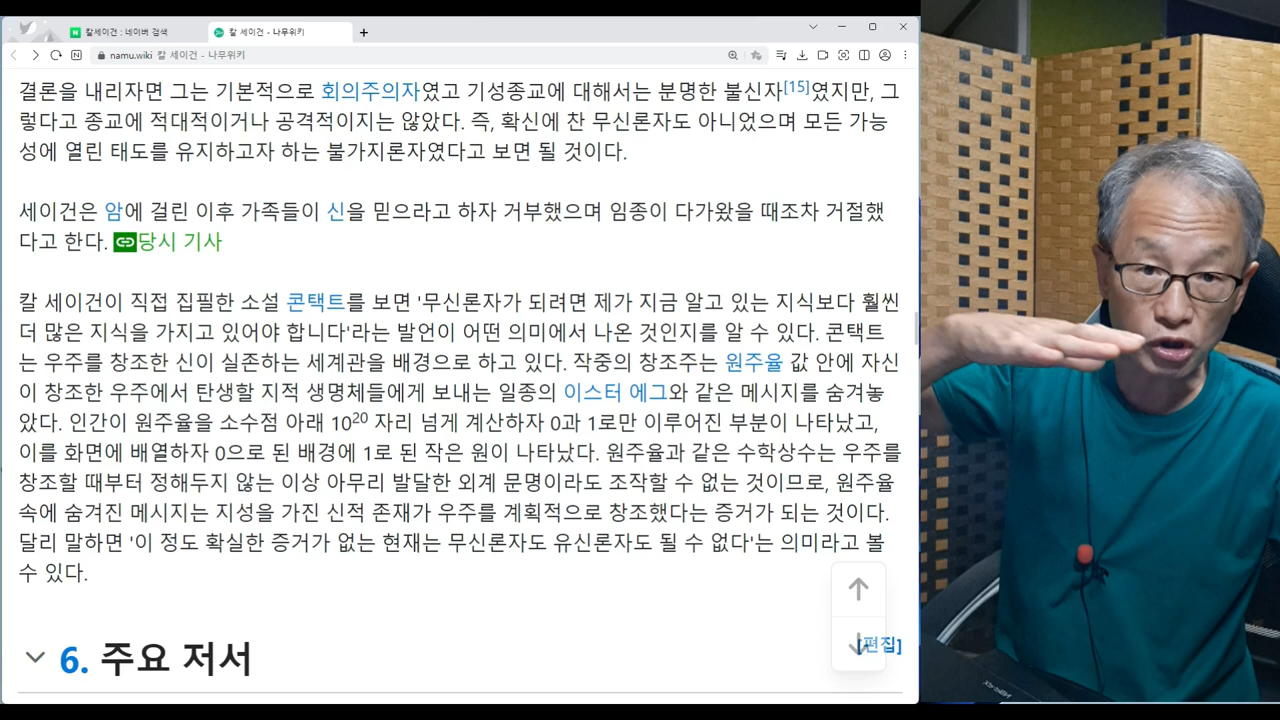 칼세이건 : 네이버 검색
칼 세이건 - 나무위키
namu.wiki 칼 세이건 - 나무위키
결론을 내리자면 그는 기본적으로 회의주의자였고 기성종교에 대해서는 분명한 불신자[15]였지만, 그
렇다고 종교에 적대적이거나 공격적이지는 않았다. 즉, 확신에 찬 무신론자도 아니었으며 모든 가능
성에 열린 태도를 유지하고자 하는 불가지론자였다고 보면 될 것이다.
세이건은 암에 걸린 이후 가족들이 신을 믿으라고 하자 거부했으며 임종이 다가왔을 때조차 거절했
다고 한다. 당시 기사
칼 세이건이 직접 집필한 소설 콘택트를 보면 '무신론자가 되려면 제가 지금 알고 있는 지식보다 훨씬
더 많은 지식을 가지고 있어야 합니다'라는 발언이 어떤 의미에서 나온 것인지를 알 수 있다. 콘택트
는 우주를 창조한 신이 실존하는 세계관을 배경으로 하고 있다. 작중의 창조주는 원주율 값 안에 자신
이 창조한 우주에서 탄생할 지적 생명체들에게 보내는 일종의 이스터 에그와 같은 메시지를 숨겨놓
았다. 인간이 원주율을 소수점 아래 10²⁰ 자리 넘게 계산하자 0과 1로만 이루어진 부분이 나타났고,
이를 화면에 배열하자 0으로 된 배경에 1로 된 작은 원이 나타났다. 원주율과 같은 수학상수는 우주를
창조할 때부터 정해두지 않는 이상 아무리 발달한 외계 문명이라도 조작할 수 없는 것이므로, 원주율
속에 숨겨진 메시지는 지성을 가진 신적 존재가 우주를 계획적으로 창조했다는 증거가 되는 것이다.
달리 말하면 '이 정도 확실한 증거가 없는 현재는 무신론자도 유신론자도 될 수 없다'는 의미라고 볼
수 있다.
6. 주요 저서
[편집]